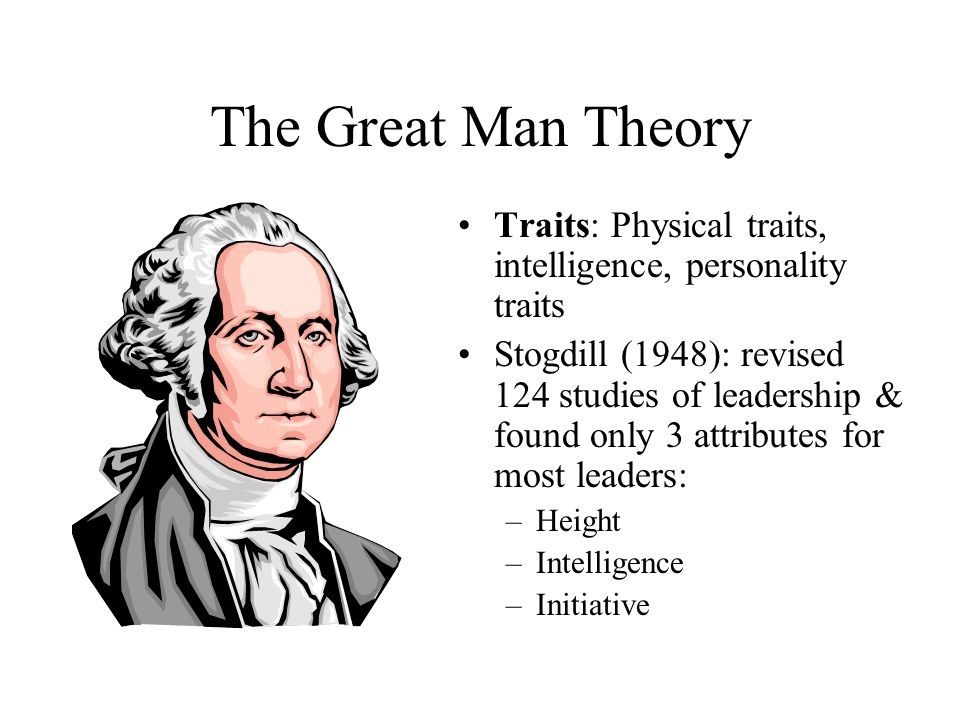 The Great Man Theory
• Traits: Physical traits,
intelligence, personality
traits
• Stogdill (1948): revised
124 studies of leadership &
found only 3 attributes for
most leaders:
– Height
– Intelligence
– Initiative